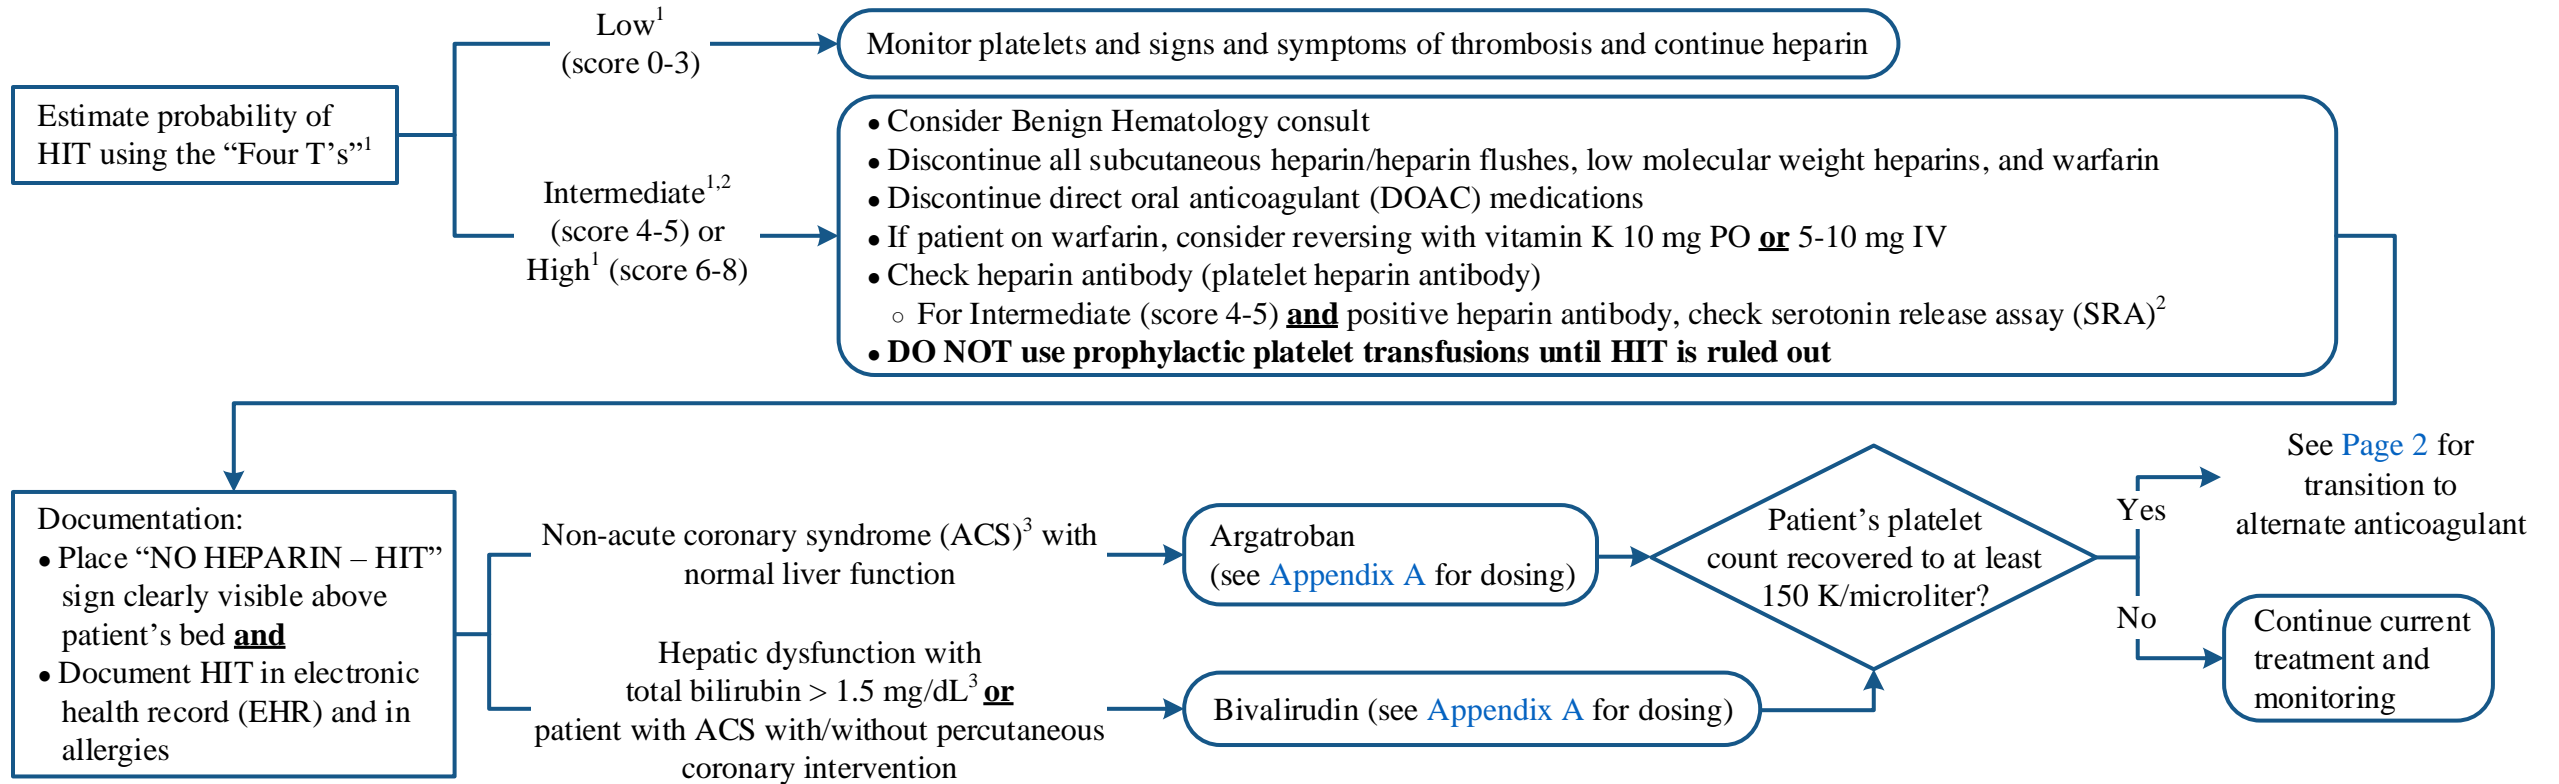 Low1
(score 0-3)
Monitor platelets and signs and symptoms of thrombosis and continue heparin
Estimate probability of
HIT using the “Four T’s”1
Intermediate1,2
(score 4-5) or
High1 (score 6-8)
● Consider Benign Hematology consult
● Discontinue all subcutaneous heparin/heparin flushes, low molecular weight heparins, and warfarin
● Discontinue direct oral anticoagulant (DOAC) medications
● If patient on warfarin, consider reversing with vitamin K 10 mg PO or 5-10 mg IV
● Check heparin antibody (platelet heparin antibody)
○ For Intermediate (score 4-5) and positive heparin antibody, check serotonin release assay (SRA)2
● DO NOT use prophylactic platelet transfusions until HIT is ruled out
Documentation:
● Place “NO HEPARIN – HIT”
sign clearly visible above
patient’s bed and
● Document HIT in electronic
health record (EHR) and in
allergies
Non-acute coronary syndrome (ACS)3 with
normal liver function
Argatroban
(see Appendix A for dosing)
Hepatic dysfunction with
total bilirubin > 1.5 mg/dL3 or
patient with ACS with/without percutaneous
coronary intervention
Bivalirudin (see Appendix A for dosing)
Patient’s platelet
count recovered to at least
150 K/microliter?
Yes
See Page 2 for
transition to
alternate anticoagulant
No
Continue current
treatment and
monitoring